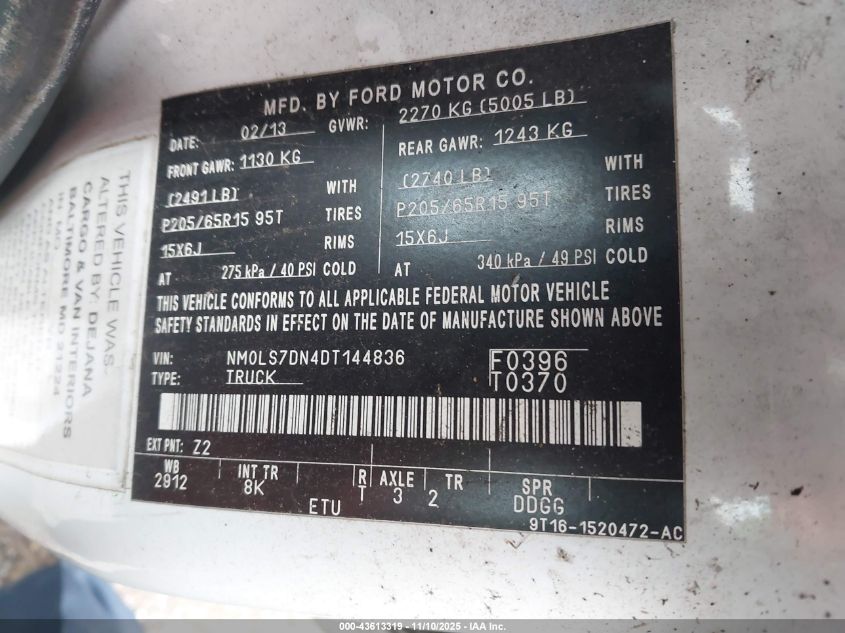 MFD. BY FORD MOTOR CO.
DATE: 02/13 GVWR: 2270 KG (5005 LB)
FRONT GAWR: 1130 KG REAR GAWR: 1243 KG
(2491 LB) WITH (2740 LB) WITH
P205/65R15 95T TIRES P205/65R15 95T TIRES
15X6J RIMS 15X6J RIMS
AT 275 kPa / 40 PSI COLD AT 340 kPa / 49 PSI COLD
THIS VEHICLE CONFORMS TO ALL APPLICABLE FEDERAL MOTOR VEHICLE
SAFETY STANDARDS IN EFFECT ON THE DATE OF MANUFACTURE SHOWN ABOVE
VIN: NM0LS7DN4DT144836 F0396
TYPE: TRUCK T0370
EXT PNT: Z2
WB INT TR RT AXLE TR SPR
2912 8K 3 2 DDGG
ETU
9T16-1520472-AC
THIS VEHICLE WAS
ALTERED BY DEJANA
CARGO & VAN INTERIORS
BALTIMORE MD 21224
000-43613319 - 11/10/2025 - IAA Inc.